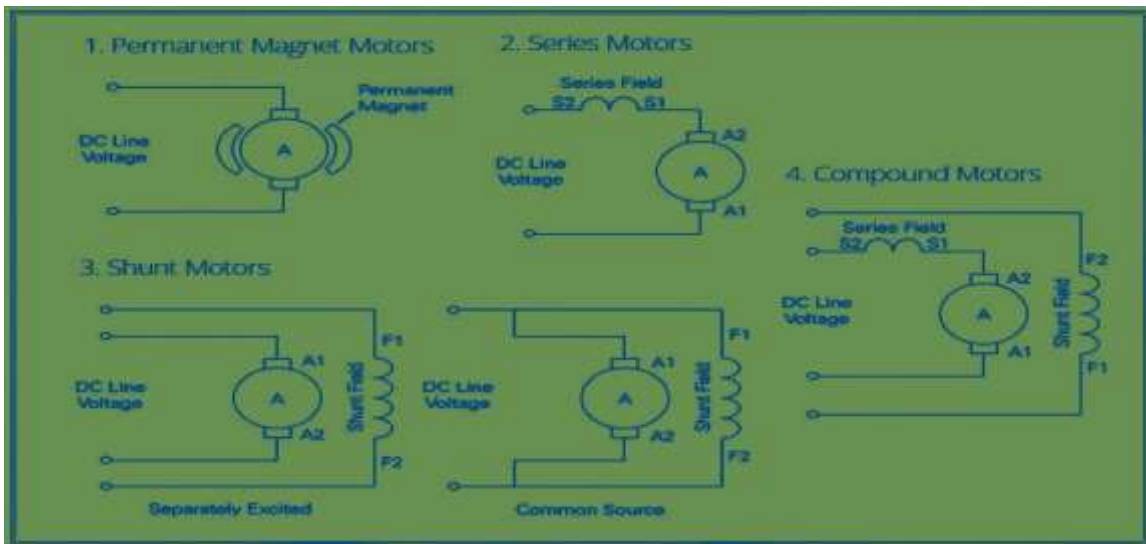 1. Permanent Magnet Motors
Permanent
Magnet
DC Line
Voltage
A
2. Series Motors
Series Field
S2
S1
A2
DC Line
Voltage
A
A1
3. Shunt Motors
F1
A1
DC Line
Voltage
A
Shunt Field
A2
F2
Separately Excited
F1
A1
DC Line
Voltage
A
Shunt Field
A2
F2
Common Source
4. Compound Motors
Series Field
S2
S1
F2
A2
DC Line
Voltage
A
Shunt Field
A1
F1